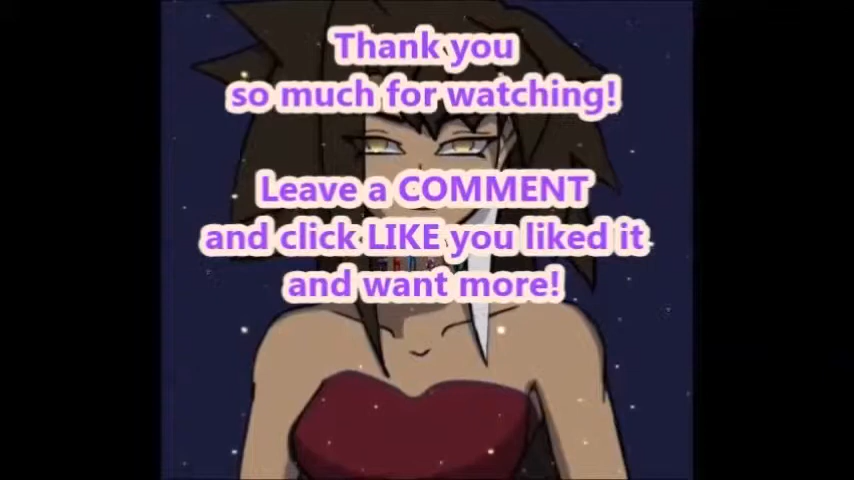 Thank you
so much for watching!
Leave a COMMENT
and click LIKE you liked it
and want more!